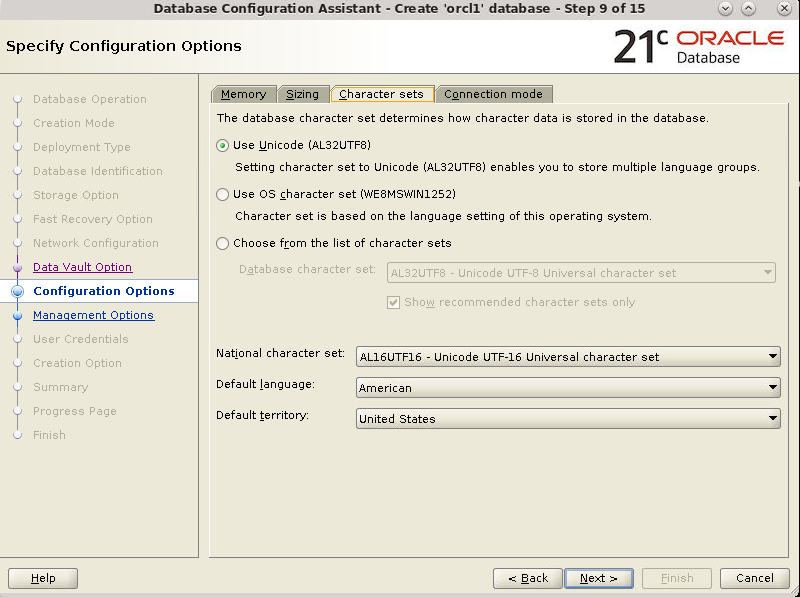 Database Configuration Assistant - Create 'orcl1' database - Step 9 of 15
Specify Configuration Options
21c ORACLE
Database
Database Operation
Creation Mode
Deployment Type
Database Identification
Storage Option
Fast Recovery Option
Network Configuration
Data Vault Option
Configuration Options
Management Options
User Credentials
Creation Option
Summary
Progress Page
Finish
Memory Sizing Character sets Connection mode
The database character set determines how character data is stored in the database.
Use Unicode (AL32UTF8)
Setting character set to Unicode (AL32UTF8) enables you to store multiple language groups.
Use OS character set (WE8MSWIN1252)
Character set is based on the language setting of this operating system.
Choose from the list of character sets
Database character set: AL32UTF8 - Unicode UTF-8 Universal character set
Show recommended character sets only
National character set: AL16UTF16 - Unicode UTF-16 Universal character set
Default language: American
Default territory: United States
Help < Back Next > Finish Cancel